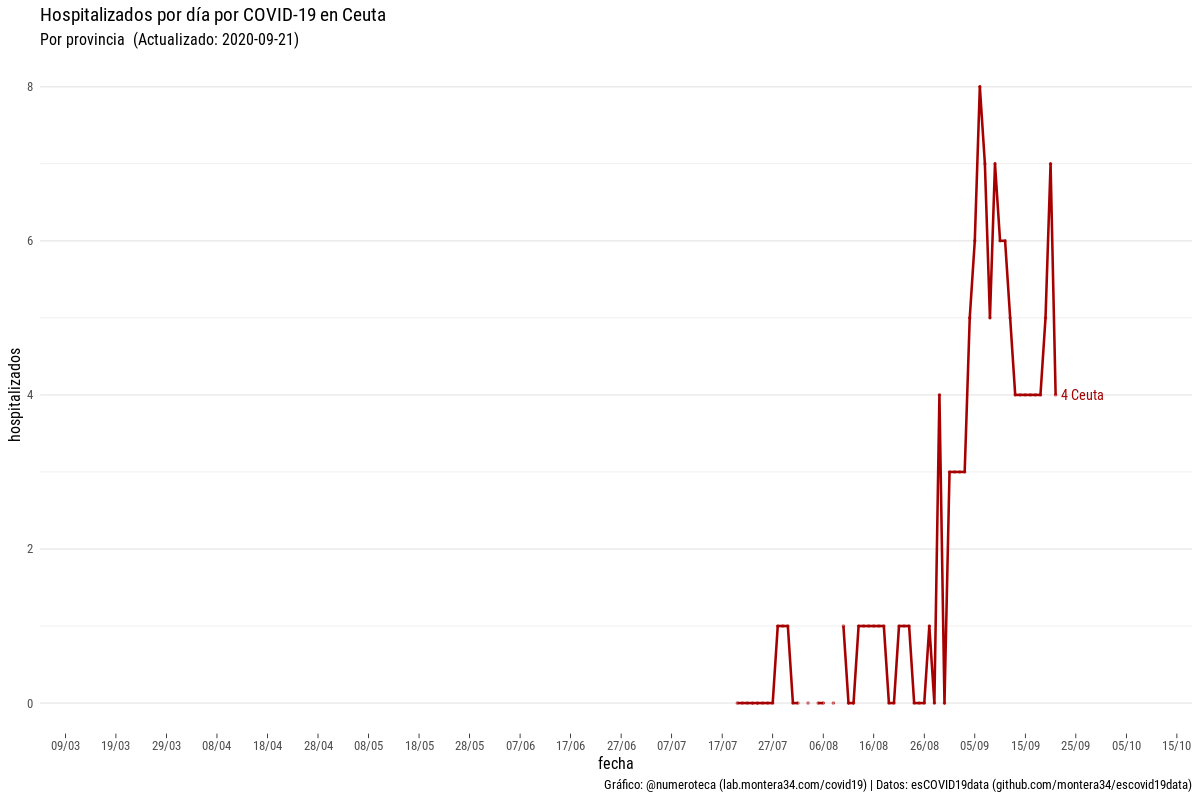 Hospitalizados por día por COVID-19 en Ceuta
Por provincia (Actualizado: 2020-09-21)
8
6
4
2
0
hospitalizados
4 Ceuta
09/03 19/03 29/03 08/04 18/04 28/04 08/05 18/05 28/05 07/06 17/06 27/06 07/07 17/07 27/07 06/08 16/08 26/08 05/09 15/09 25/09 05/10 15/10
fecha
Gráfico: @numeroteca (lab.montera34.com/covid19) | Datos: esCOVID19data (github.com/montera34/escovid19data)